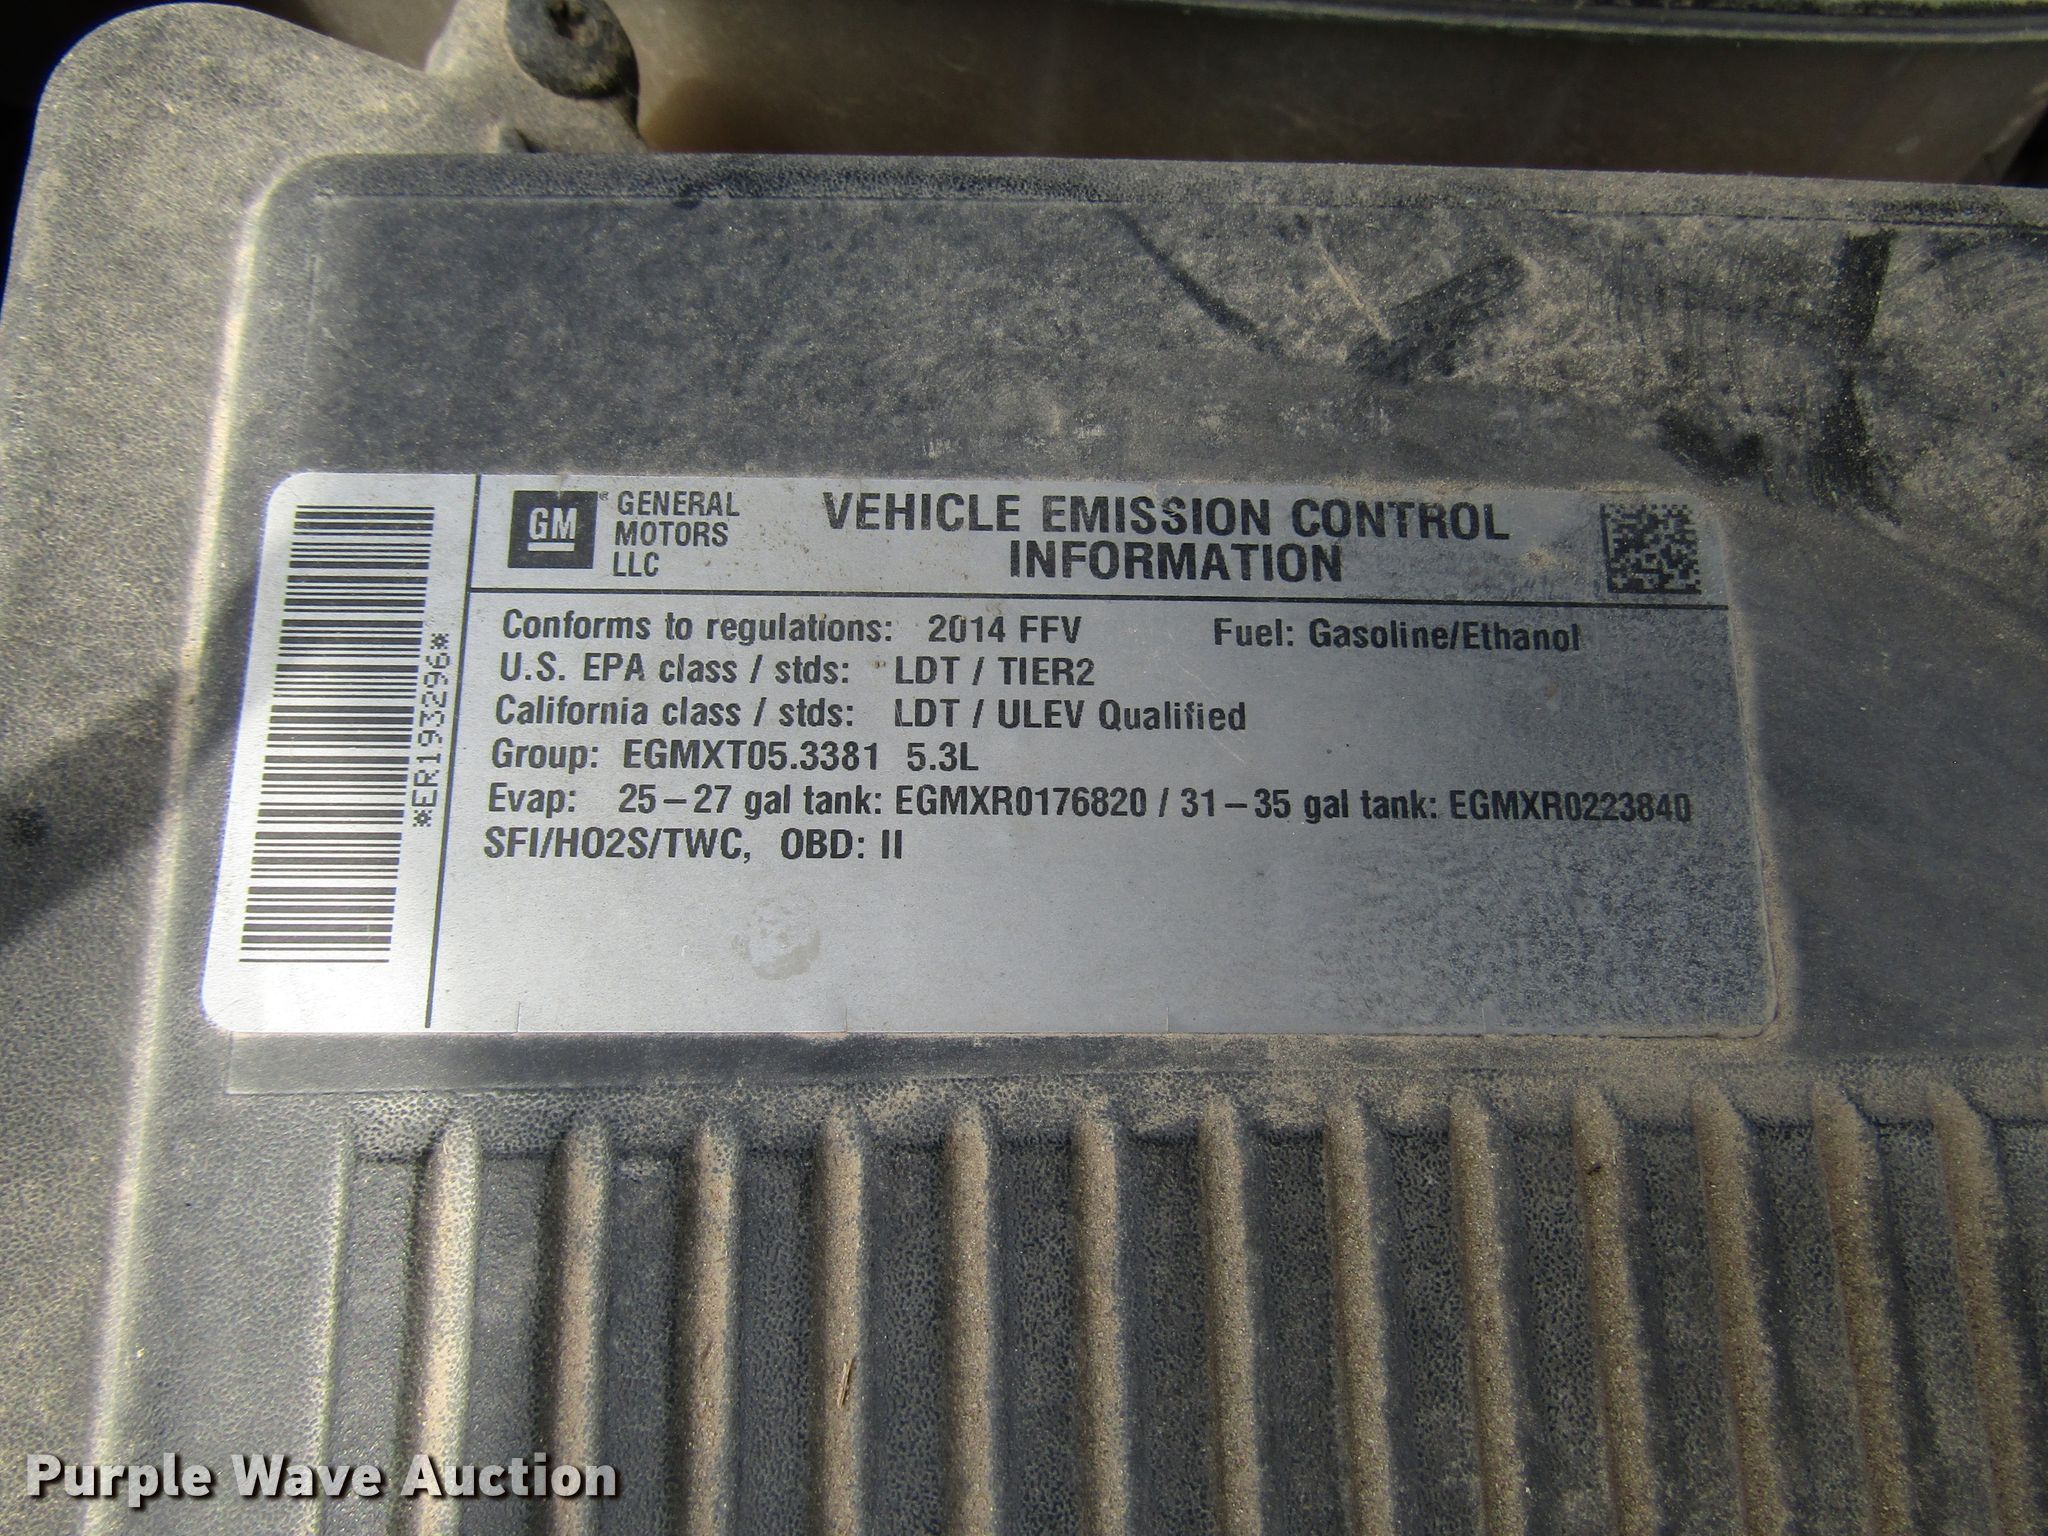 GM
GENERAL
MOTORS
LLC
VEHICLE EMISSION CONTROL
INFORMATION
Conforms to regulations: 2014 FFV Fuel: Gasoline/Ethanol
U.S. EPA class / stds: LDT / TIER2
California class / stds: LDT / ULEV Qualified
Group: EGMXT05.3381 5.3L
Evap: 25–27 gal tank: EGMXR0176820 / 31–35 gal tank: EGMXR0223840
SFI/HO2S/TWC, OBD: II
*ER193296*
Purple Wave Auction